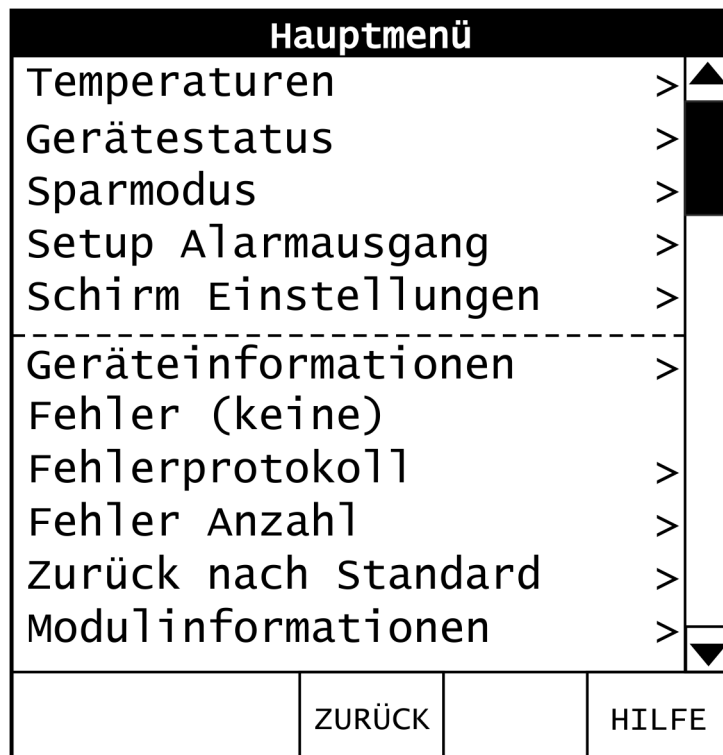 Hauptmenü
Temperaturen >
Gerätestatus >
Sparmodus >
Setup Alarmausgang >
Schirm Einstellungen >
Geräteinformationen >
Fehler (keine)
Fehlerprotokoll >
Fehler Anzahl >
Zurück nach Standard >
Modulinformationen >
ZURÜCK HILFE